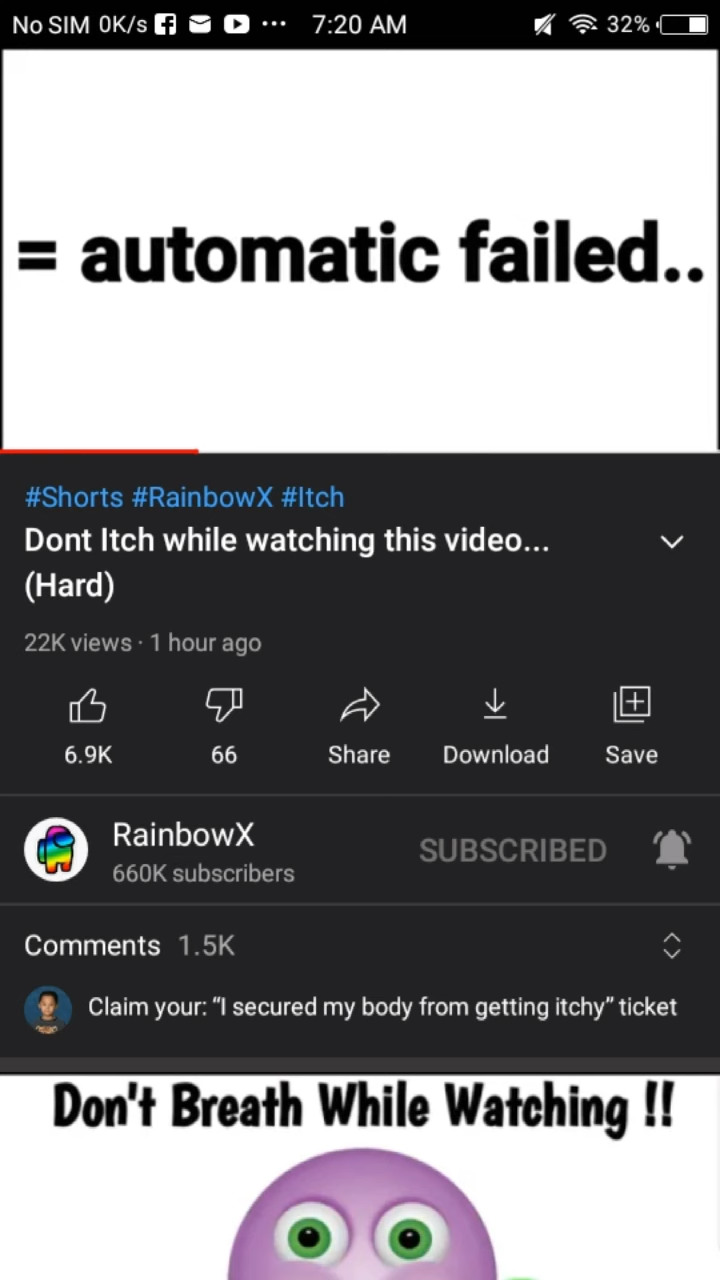 No SIM 0K/s ••• 7:20 AM 32%
= automatic failed..
#Shorts #RainbowX #Itch
Dont Itch while watching this video...
(Hard)
22K views · 1 hour ago
6.9K 66 Share Download Save
RainbowX
660K subscribers
SUBSCRIBED
Comments 1.5K
Claim your: “I secured my body from getting itchy” ticket
Don't Breath While Watching !!